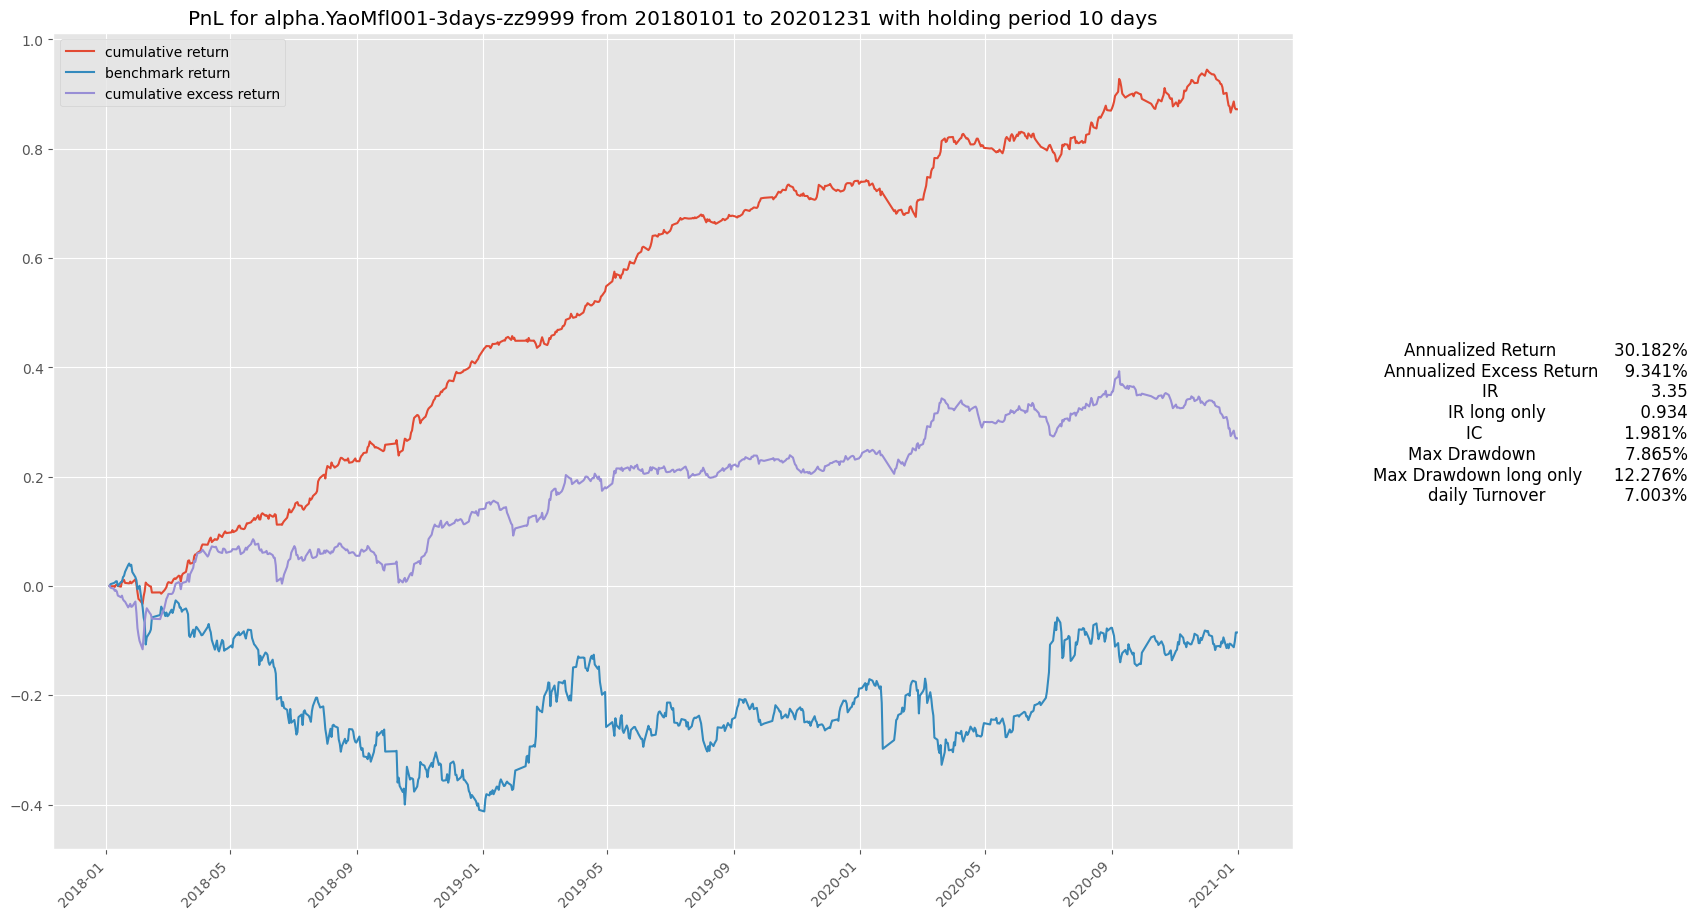 PnL for alpha.YaoMfl001-3days-zz9999 from 20180101 to 20201231 with holding period 10 days
cumulative return
benchmark return
cumulative excess return
1.0
0.8
0.6
0.4
0.2
0.0
−0.2
−0.4
2018-01
2018-05
2018-09
2019-01
2019-05
2019-09
2020-01
2020-05
2020-09
2021-01
Annualized Return 30.182%
Annualized Excess Return 9.341%
IR 3.35
IR long only 0.934
IC 1.981%
Max Drawdown 7.865%
Max Drawdown long only 12.276%
daily Turnover 7.003%